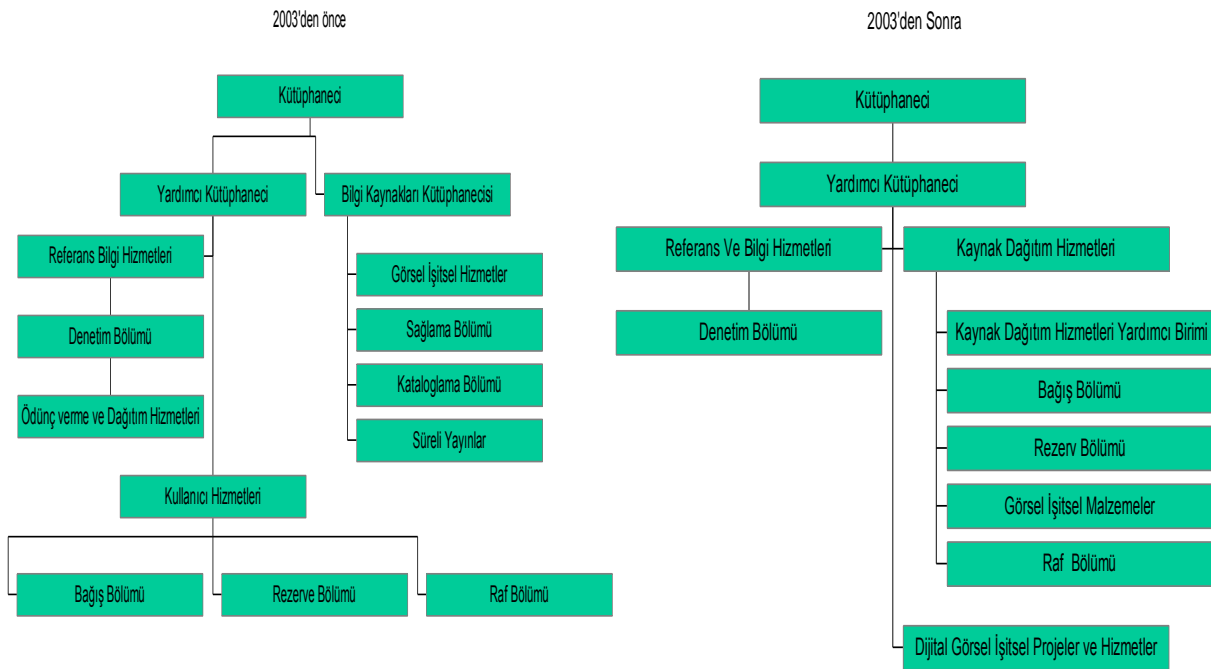 2003'den önce
Kütüphaneci
Yardımcı Kütüphaneci
Bilgi Kaynakları Kütüphanecisi
Referans Bilgi Hizmetleri
Denetim Bölümü
Ödünç verme ve Dağıtım Hizmetleri
Görsel İşitsel Hizmetler
Sağlama Bölümü
Kataloglama Bölümü
Süreli Yayınlar
Kullanıcı Hizmetleri
Bağış Bölümü
Rezerve Bölümü
Raf Bölümü
2003'den Sonra
Kütüphaneci
Yardımcı Kütüphaneci
Referans Ve Bilgi Hizmetleri
Denetim Bölümü
Kaynak Dağıtım Hizmetleri
Kaynak Dağıtım Hizmetleri Yardımcı Birimi
Bağış Bölümü
Rezerv Bölümü
Görsel İşitsel Malzemeler
Raf Bölümü
Dijital Görsel İşitsel Projeler ve Hizmetler